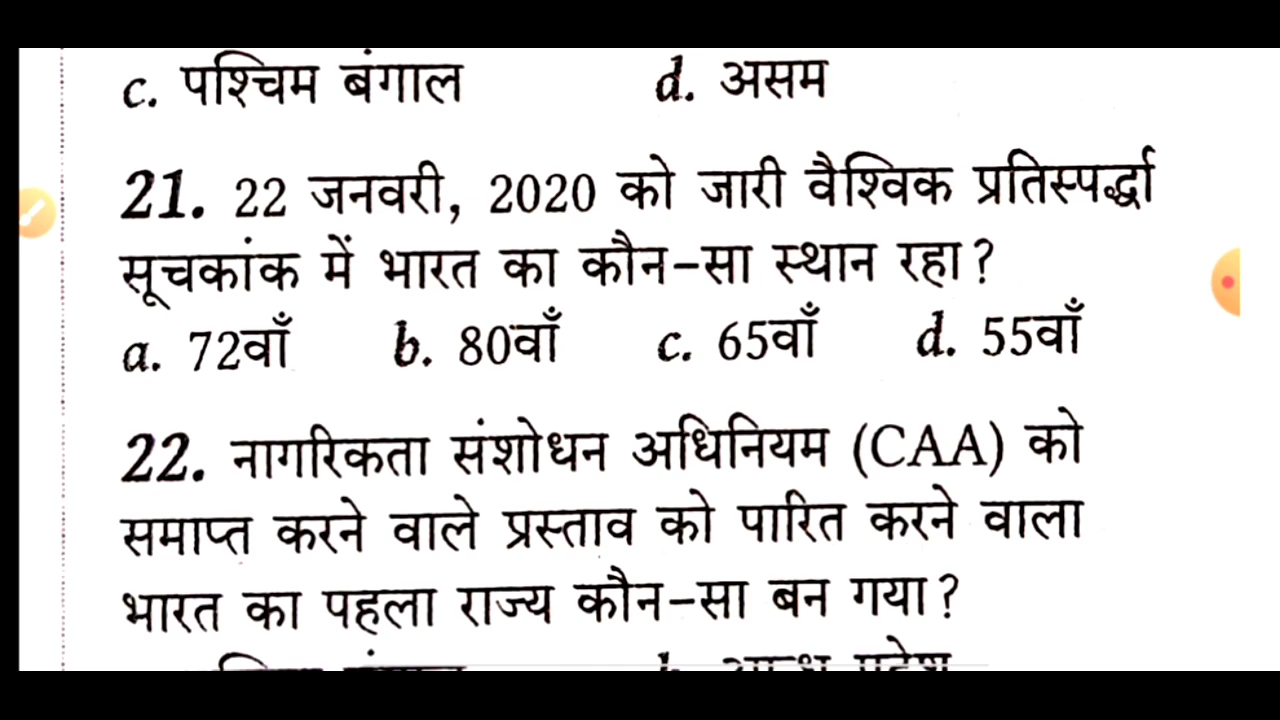 c. पश्चिम बंगाल d. असम
21. 22 जनवरी, 2020 को जारी वैश्विक प्रतिस्पर्द्धा
सूचकांक में भारत का कौन-सा स्थान रहा?
a. 72वाँ b. 80वाँ c. 65वाँ d. 55वाँ
22. नागरिकता संशोधन अधिनियम (CAA) को
समाप्त करने वाले प्रस्ताव को पारित करने वाला
भारत का पहला राज्य कौन-सा बन गया?